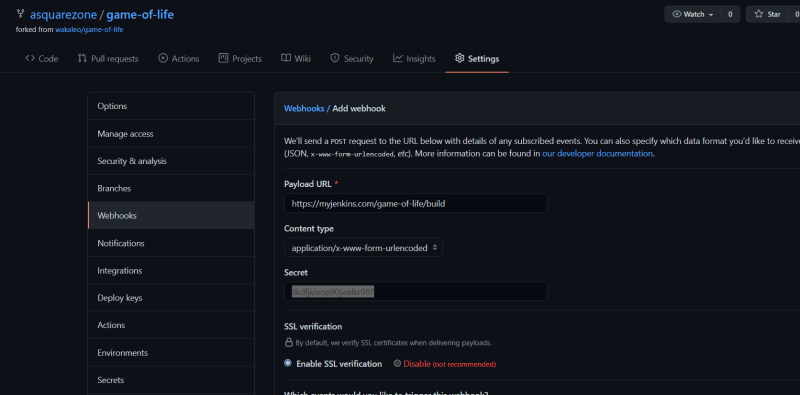 asquarezone / game-of-life
forked from wakaleo/game-of-life
Watch 0 Star 0
Code Pull requests Actions Projects Wiki Security Insights Settings
Options
Manage access
Security & analysis
Branches
Webhooks
Notifications
Integrations
Deploy keys
Actions
Environments
Secrets
Webhooks / Add webhook
We'll send a POST request to the URL below with details of any subscribed events. You can also specify which data format you'd like to receive
(JSON, x-www-form-urlencoded, etc). More information can be found in our developer documentation.
Payload URL *
https://myjenkins.com/game-of-life/build
Content type
application/x-www-form-urlencoded
Secret
SSL verification
By default, we verify SSL certificates when delivering payloads.
Enable SSL verification Disable (not recommended)
Which events would you like to trigger this webhook?